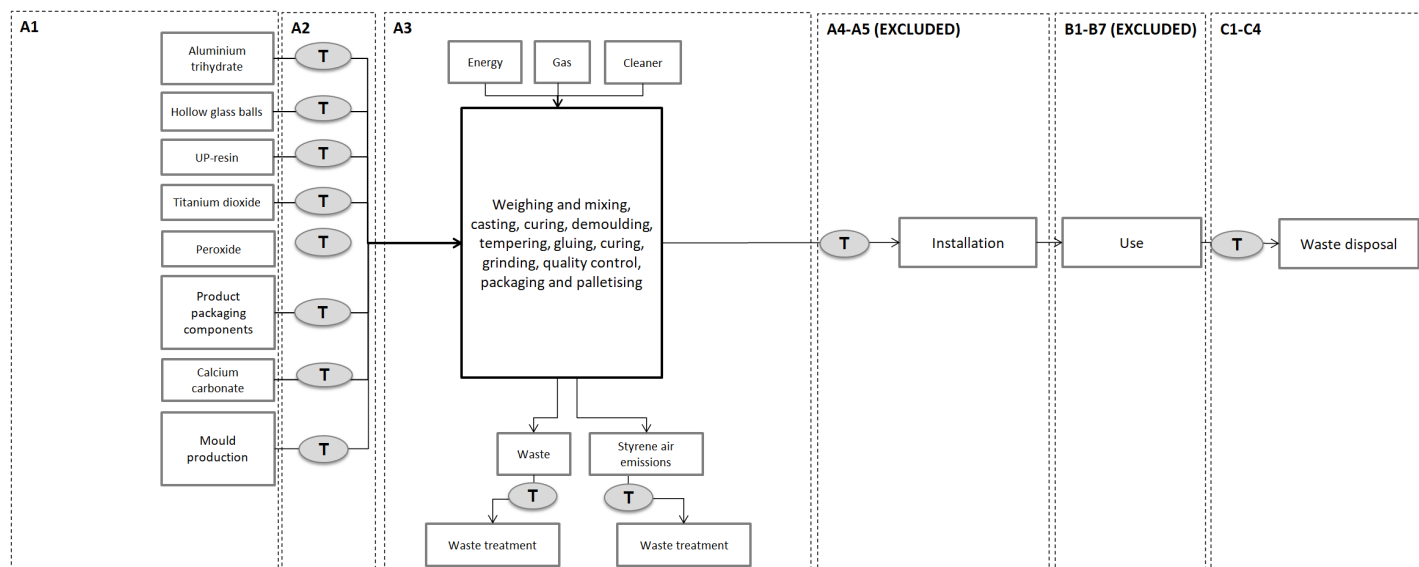 A1
A2
A3
A4-A5 (EXCLUDED)
B1-B7 (EXCLUDED)
C1-C4
Aluminium
trihydrate
T
Hollow glass balls
T
UP-resin
T
Titanium dioxide
T
Peroxide
T
Product
packaging
components
T
Calcium
carbonate
T
Mould
production
T
Energy
Gas
Cleaner
Weighing and mixing,
casting, curing, demoulding,
tempering, gluing, curing,
grinding, quality control,
packaging and palletising
Waste
Styrene air
emissions
T
T
Waste treatment
Waste treatment
T
Installation
Use
T
Waste disposal